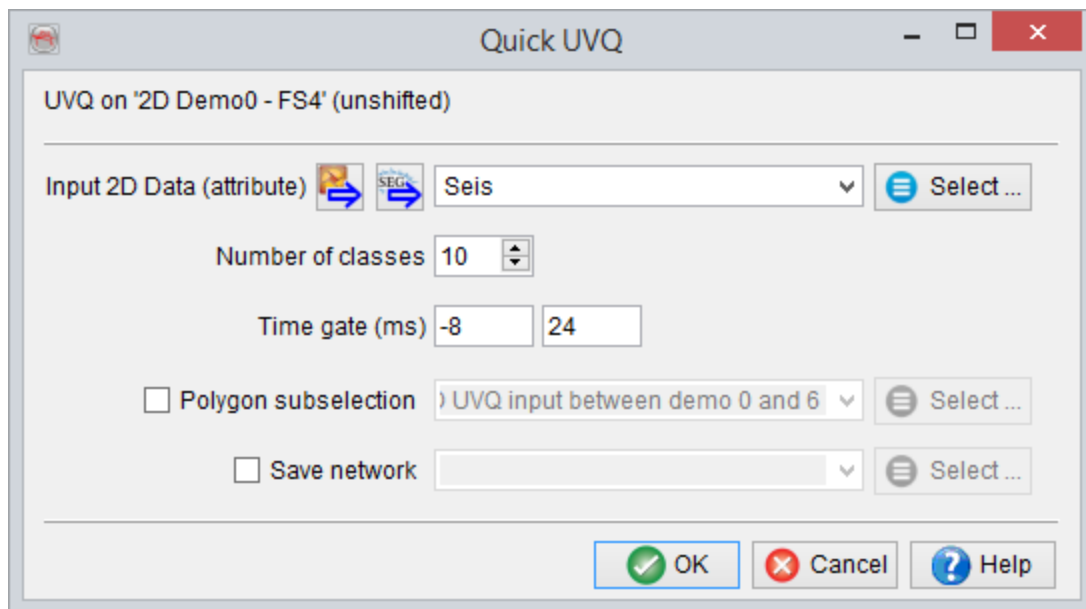 Quick UVQ
UVQ on '2D Demo0 - FS4' (unshifted)
Input 2D Data (attribute) SEG Seis Select ...
Number of classes 10
Time gate (ms) -8 24
Polygon subselection UVQ input between demo 0 and 6 Select ...
Save network Select ...
OK Cancel Help